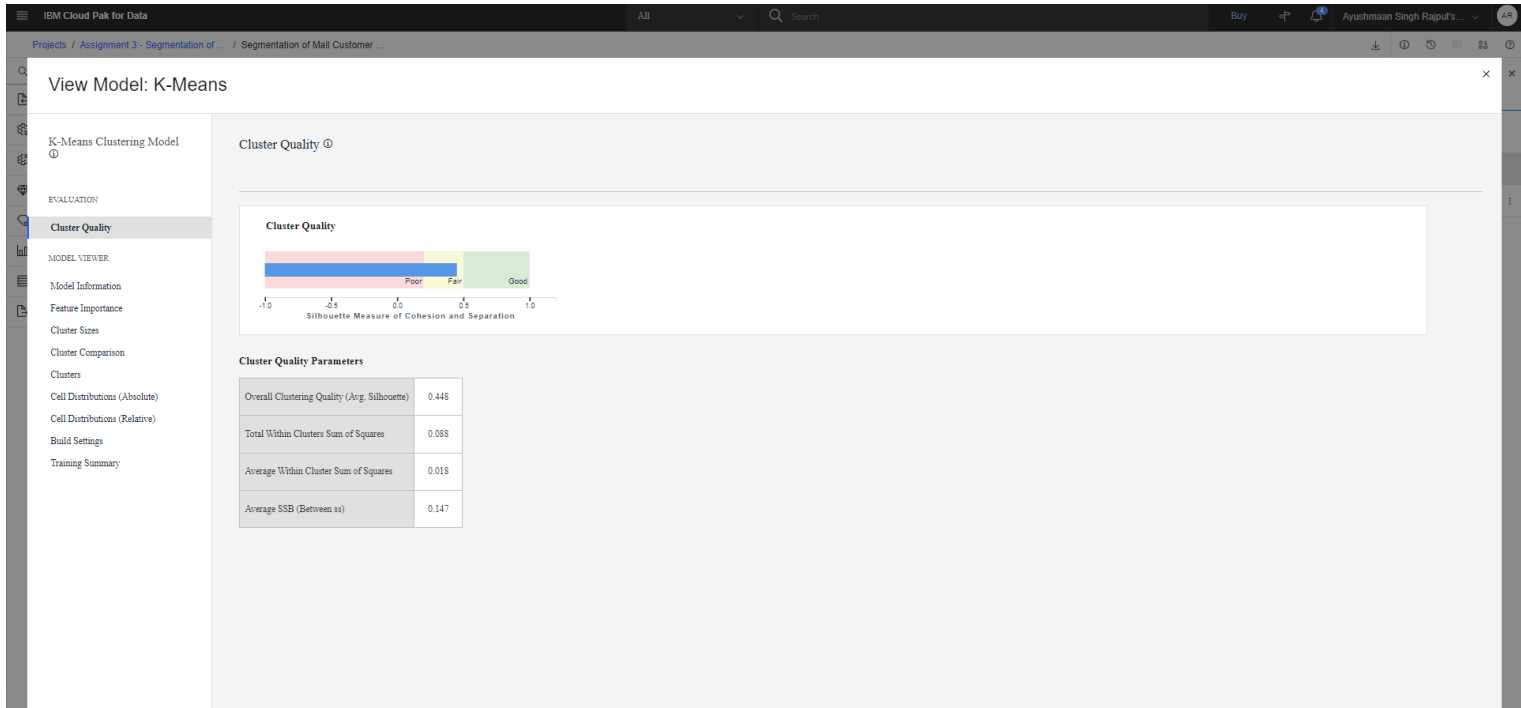 IBM Cloud Pak for Data
All
Search
Buy
4
Ayushmaan Singh Rajput's...
AR
Projects / Assignment 3:- Segmentation of ... / Segmentation of Mall Customer ...
View Model: K-Means
K-Means Clustering Model
EVALUATION
Cluster Quality
MODEL VIEWER
Model Information
Feature Importance
Cluster Sizes
Cluster Comparison
Clusters
Cell Distributions (Absolute)
Cell Distributions (Relative)
Build Settings
Training Summary
Cluster Quality
Cluster Quality
Poor Fair Good
-1.0 -0.5 0.0 0.5 1.0
Silhouette Measure of Cohesion and Separation
Cluster Quality Parameters
Overall Clustering Quality (Avg. Silhouette) 0.448
Total Within Clusters Sum of Squares 0.088
Average Within Cluster Sum of Squares 0.018
Average SSB (Between ss) 0.147